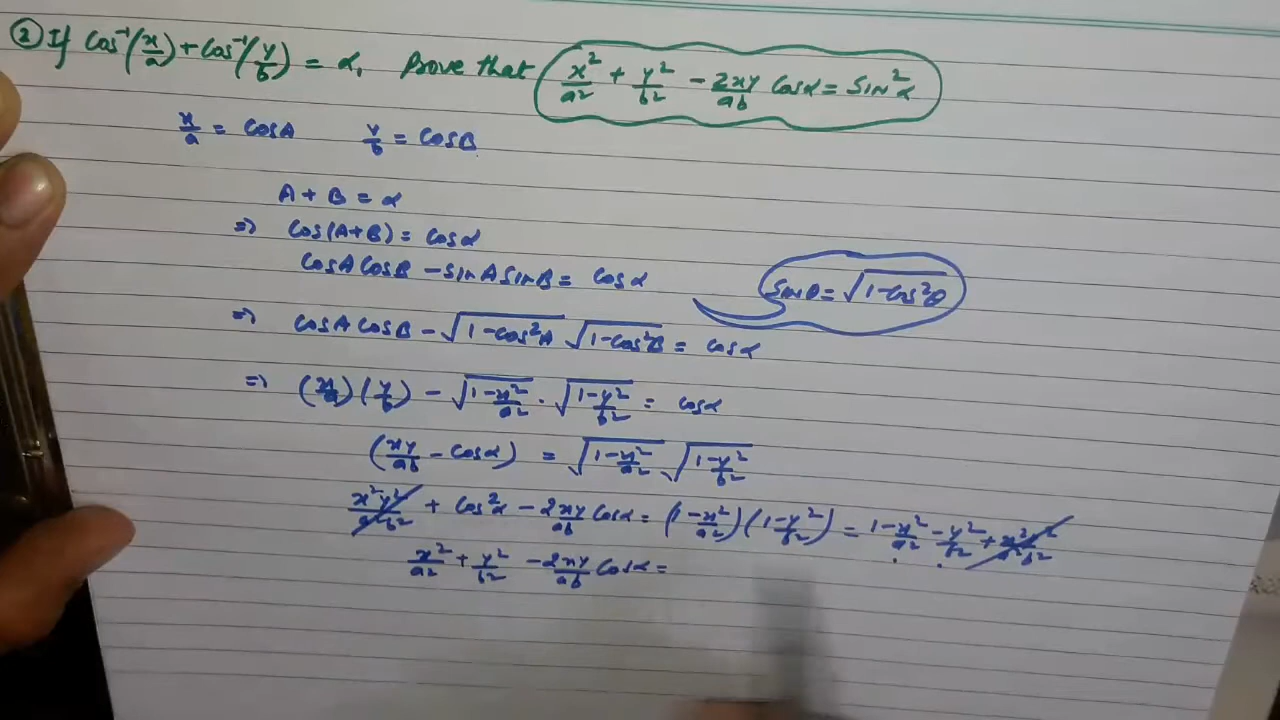 ② If Cos⁻¹(x/a) + Cos⁻¹(y/b) = α, Prove that x²/a² + y²/b² - 2xy/ab Cosα = Sin²α
x/a = CosA y/b = CosB
A + B = α
⇒ Cos(A+B) = Cosα
CosA CosB - SinA SinB = Cosα
Sinθ = √(1-Cos²θ)
⇒ CosA CosB - √(1-Cos²A) √(1-Cos²B) = Cosα
⇒ (x/a)(y/b) - √(1-x²/a²) · √(1-y²/b²) = Cosα
(xy/ab - Cosα) = √(1-x²/a²) √(1-y²/b²)
x²y²/a²b² + Cos²α - 2xy/ab Cosα = (1-x²/a²)(1-y²/b²) = 1 - x²/a² - y²/b² + x²y²/a²b²
x²/a² + y²/b² - 2xy/ab Cosα =